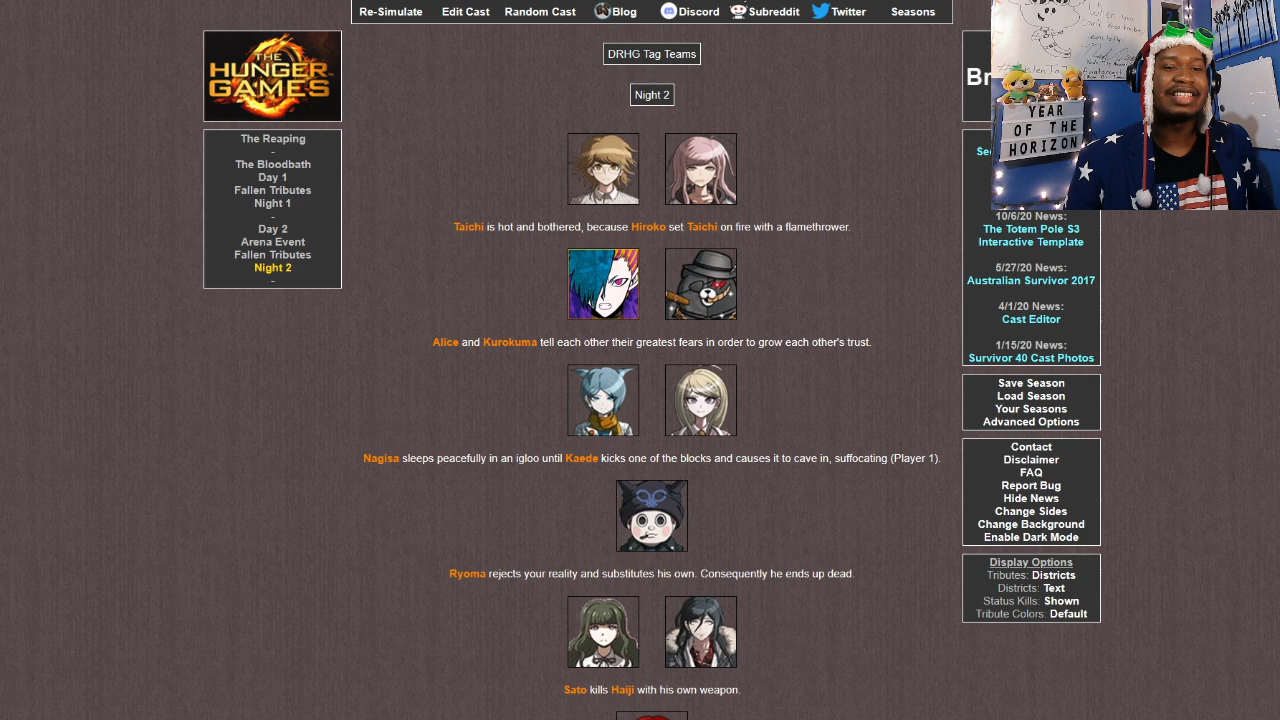 Re-Simulate Edit Cast Random Cast Blog Discord Subreddit Twitter Seasons
THE HUNGER GAMES
DRHG Tag Teams
Night 2
The Reaping
-
The Bloodbath
Day 1
Fallen Tributes
Night 1
-
Day 2
Arena Event
Fallen Tributes
Night 2
-
Taichi is hot and bothered, because Hiroko set Taichi on fire with a flamethrower.
Alice and Kurokuma tell each other their greatest fears in order to grow each other's trust.
Nagisa sleeps peacefully in an igloo until Kaede kicks one of the blocks and causes it to cave in, suffocating (Player 1).
Ryoma rejects your reality and substitutes his own. Consequently he ends up dead.
Sato kills Haiji with his own weapon.
Br
YEAR
OF THE
HORIZON
Se
10/6/20 News:
The Totem Pole S3
Interactive Template
5/27/20 News:
Australian Survivor 2017
4/1/20 News:
Cast Editor
1/15/20 News:
Survivor 40 Cast Photos
Save Season
Load Season
Your Seasons
Advanced Options
Contact
Disclaimer
FAQ
Report Bug
Hide News
Change Sides
Change Background
Enable Dark Mode
Display Options
Tributes: Districts
Districts: Text
Status Kills: Shown
Tribute Colors: Default